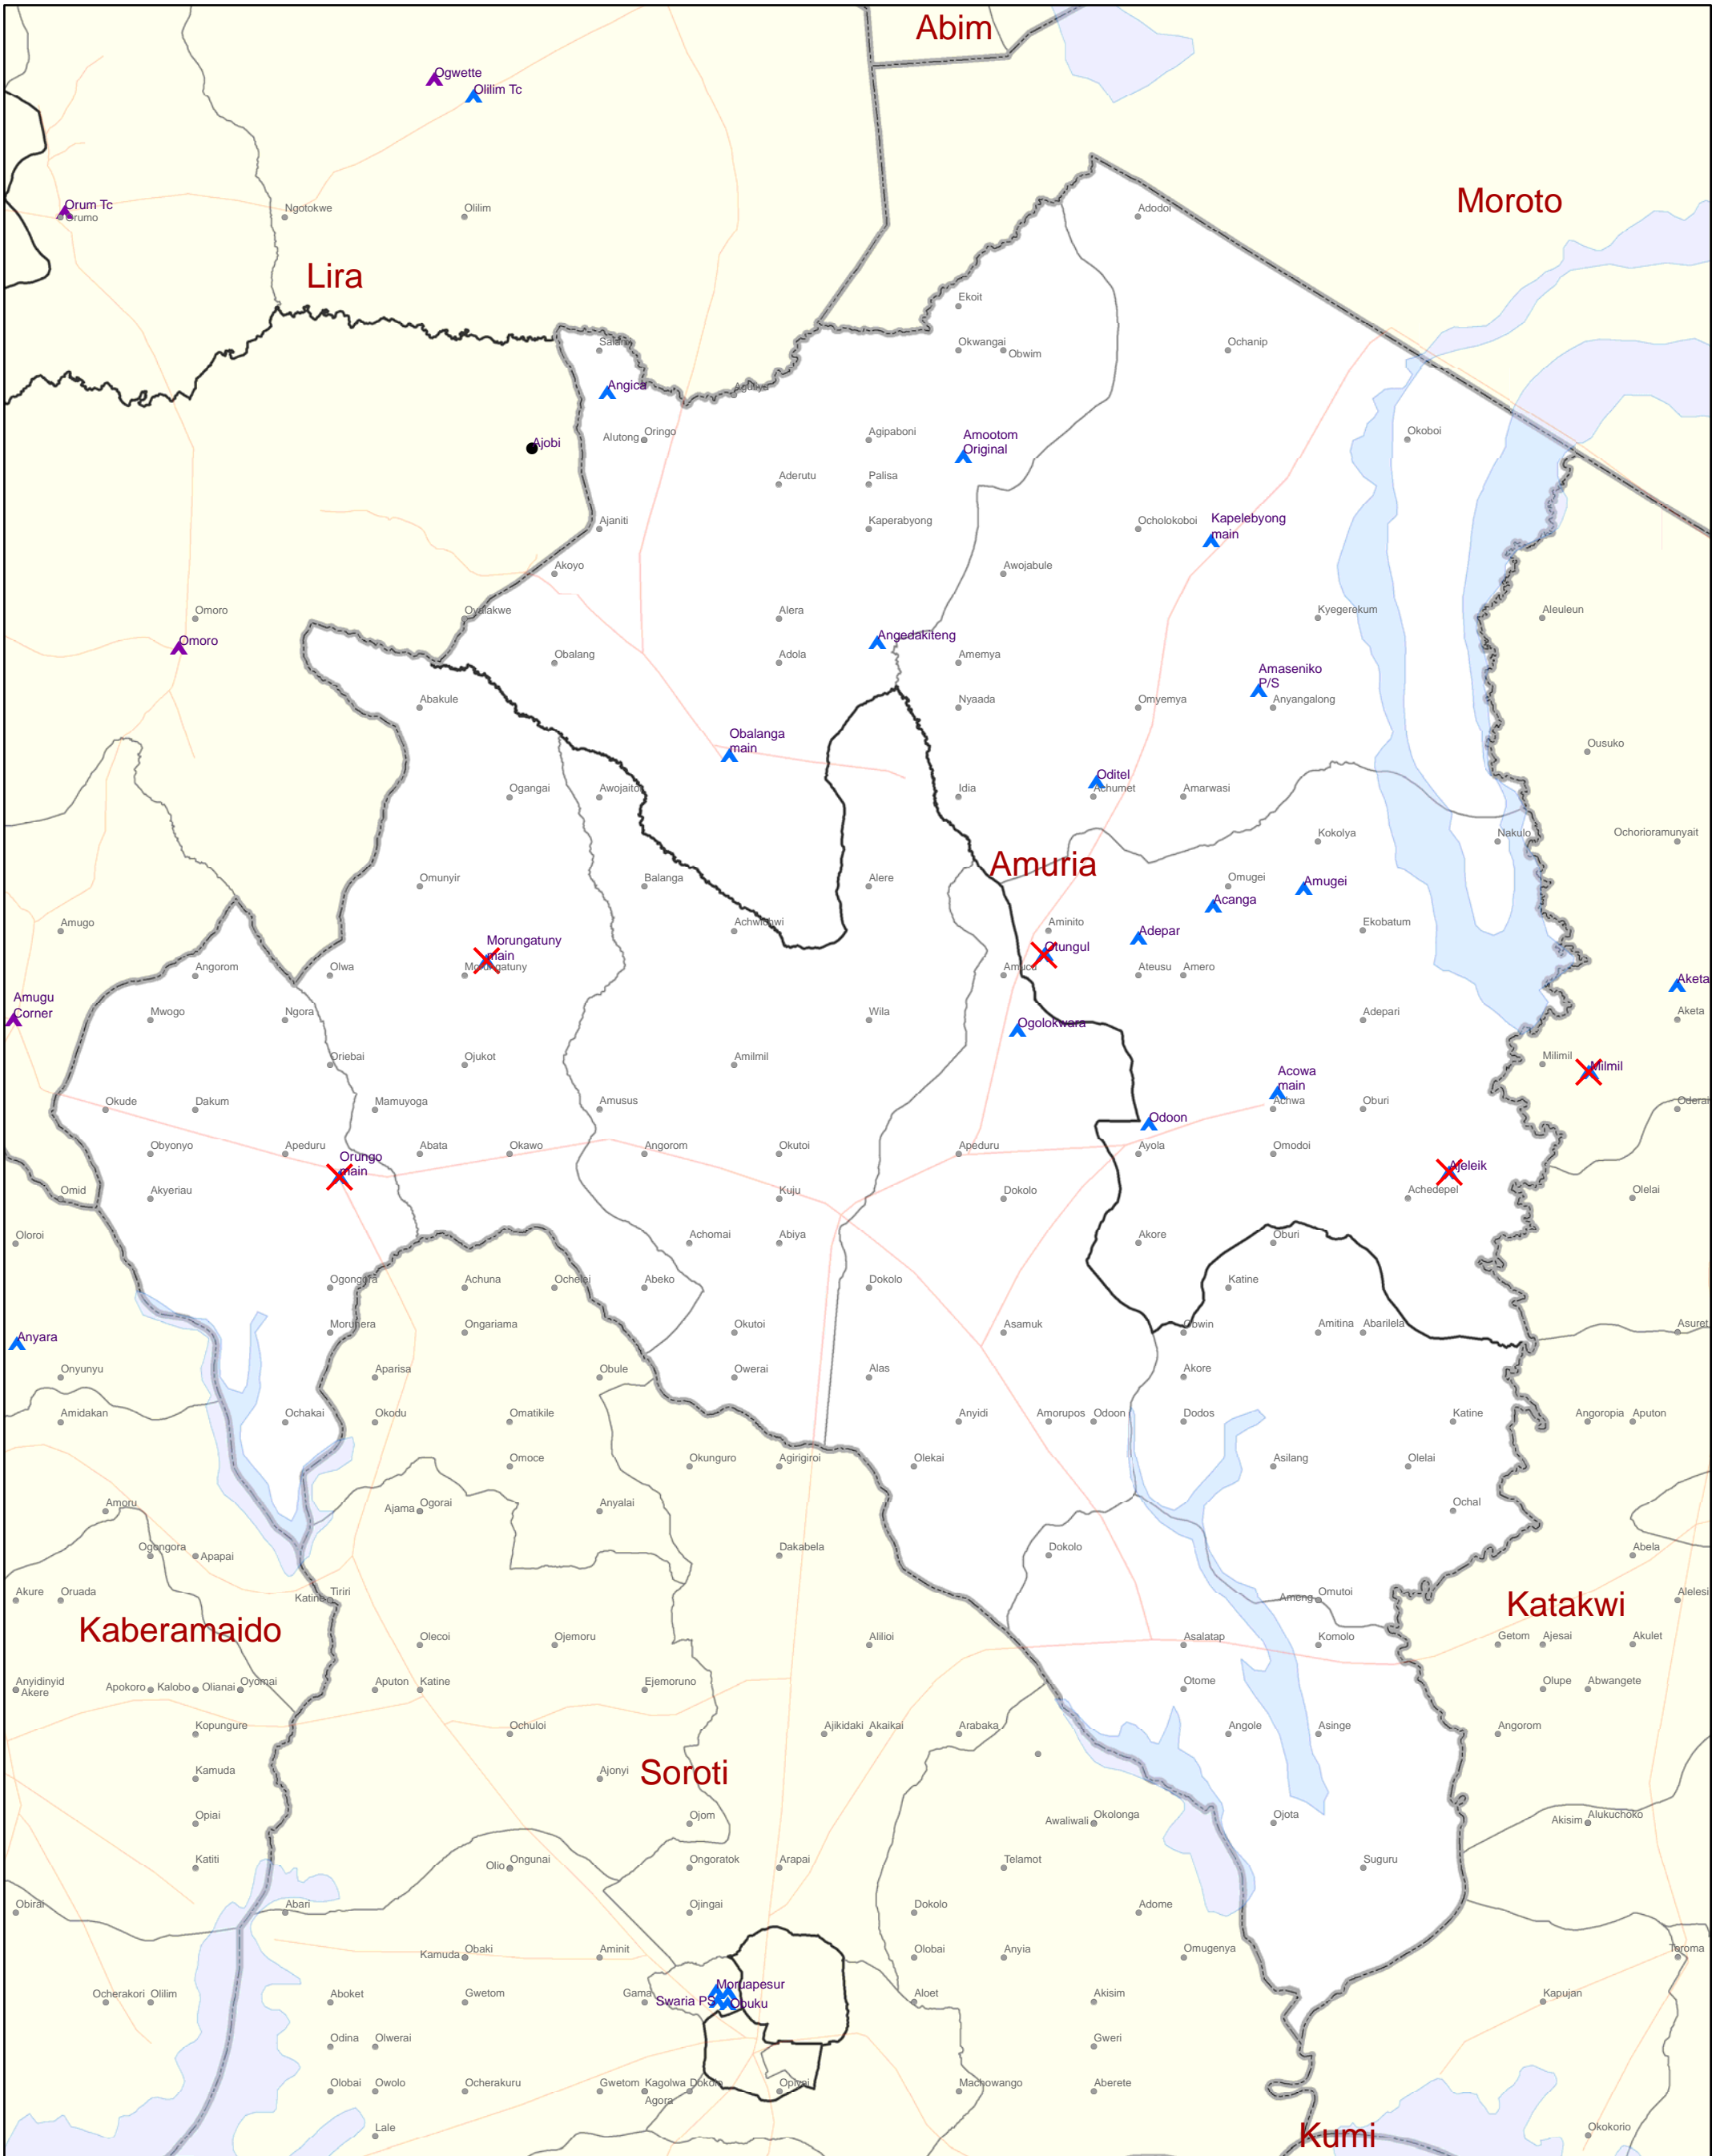 Abim
Ogwette
Olilim Tc
Moroto
Orum Tc
Orumo
Ngotokwe
Olilim
Adodoi
Lira
Ekoit
Okwangai
Obwim
Ochanip
Angica
Ajobi
Alutong
Oringo
Agipaboni
Amootom
Original
Okoboi
Aderutu
Palisa
Ajaniti
Kaperabyong
Ocholokoboi
Kapelebyong
main
Akoyo
Awojabule
Omoro
Oyalakwe
Alera
Kyegerekum
Aleuleun
Omoro
Angedakiteng
Obalang
Adola
Amemya
Amaseniko
P/S
Abakule
Nyaada
Omyemya
Anyangalong
Obalanga
main
Ousuko
Oditel
Ogangai
Awojaito
Idia
Achumet
Amarwasi
Kokolya
Nakulo
Ochorioramunyait
Amuria
Omunyir
Balanga
Alere
Omugei
Amugei
Acanga
Amugo
Achwichwi
Aminito
Adepar
Ekobatum
Morungatuny
main
Otungul
Angorom
Olwa
Morungatuny
Amucu
Ateusu
Amero
Aketa
Amugu
Corner
Mwogo
Ngora
Wila
Ogolokwara
Adepari
Aketa
Oriebai
Ojukot
Amilmil
Acowa
main
Milimil
Milmil
Okude
Dakum
Mamuyoga
Amusus
Odoon
Achwa
Oburi
Oderai
Obyonyo
Apeduru
Orungo
main
Abata
Okawo
Angorom
Okutoi
Apeduru
Ayola
Omodoi
Ajeleik
Omid
Akyeriau
Kuju
Dokolo
Achedepel
Olelai
Oloroi
Achomai
Abiya
Akore
Oburi
Ogongora
Achuna
Ochelei
Abeko
Dokolo
Katine
Anyara
Morunera
Ongariama
Okutoi
Asamuk
Obwin
Amitina
Abarilela
Asuret
Onyunyu
Aparisa
Obule
Owerai
Alas
Akore
Amidakan
Ochakai
Okodu
Omatikile
Anyidi
Amorupos
Odoon
Dodos
Katine
Angoropia
Aputon
Omoce
Okunguro
Agirigiroi
Olekai
Asilang
Olelai
Amoru
Ajama
Ogorai
Anyalai
Ochal
Ogongora
Apapai
Dakabela
Dokolo
Abela
Akure
Oruada
Katine
Tiriri
Ameng
Omutoi
Alelesi
Kaberamaido
Katakwi
Olecoi
Ojemoru
Alilioi
Asalatap
Komolo
Getom
Ajesai
Akulet
Anyidinyid
Akere
Apokoro
Kalobo
Olianai
Oyomai
Aputon
Katine
Ejemoruno
Otome
Olupe
Abwangete
Kopungure
Ochuloi
Ajikidaki
Akaikai
Arabaka
Angole
Asinge
Angorom
Kamuda
Ajonyi
Soroti
Opiai
Ojom
Awaliwali
Okolonga
Ojota
Akisim
Alukuchoko
Katiti
Olio
Ongunai
Ongoratok
Arapai
Telamot
Suguru
Obirai
Abari
Ojingai
Dokolo
Adome
Kamuda
Obaki
Aminit
Olobai
Anyia
Omugenya
Toroma
Ocherakori
Olilim
Aboket
Gwetom
Gama
Moruapesur
Swaria PS
Obuku
Aloet
Akisim
Kapujan
Odina
Olwerai
Gweri
Olobai
Owolo
Ocherakuru
Gwetom
Kagolwa
Agora
Dokolo
Opiyai
Machowango
Aberete
Lale
Kumi
Okokorio